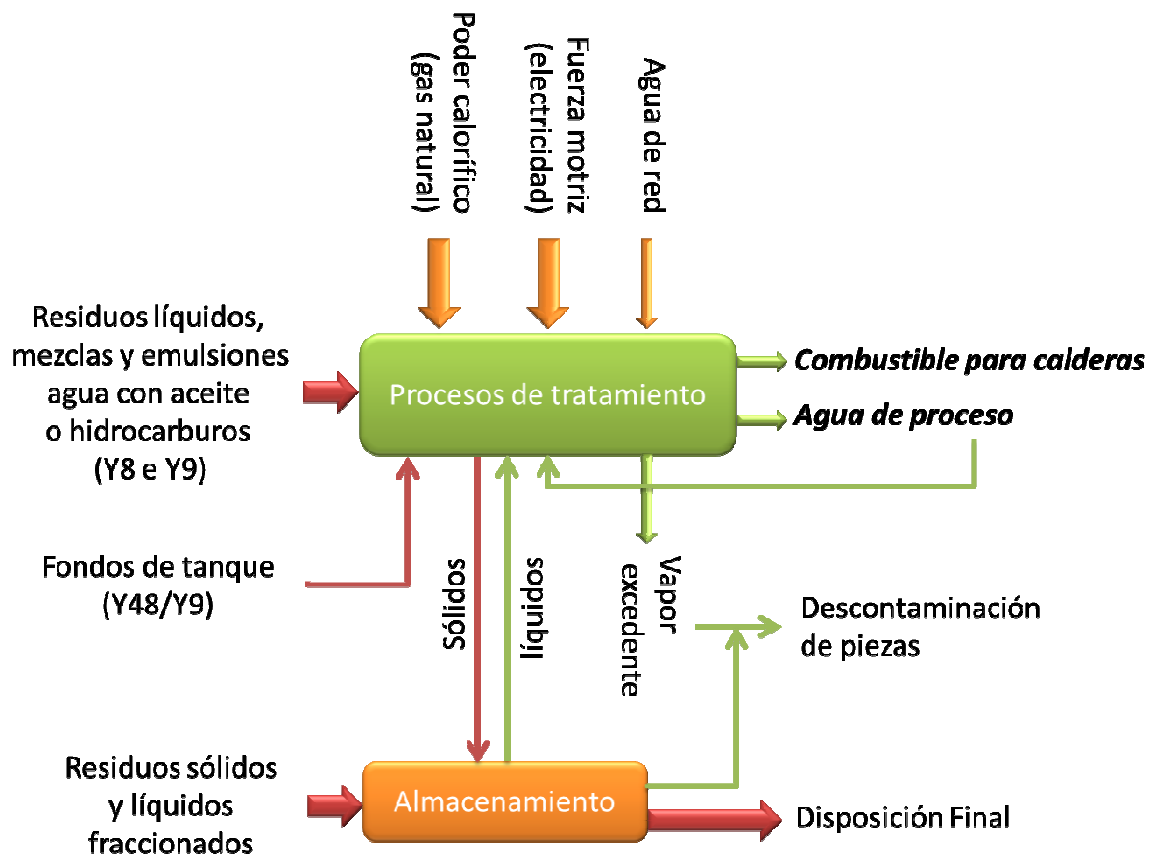 Poder calorífico
(gas natural)
Fuerza motriz
(electricidad)
Agua de red
Residuos líquidos,
mezclas y emulsiones
agua con aceite
o hidrocarburos
(Y8 e Y9)
Procesos de tratamiento
Combustible para calderas
Agua de proceso
Fondos de tanque
(Y48/Y9)
Sólidos
líquidos
Vapor
excedente
Descontaminación
de piezas
Residuos sólidos
y líquidos
fraccionados
Almacenamiento
Disposición Final